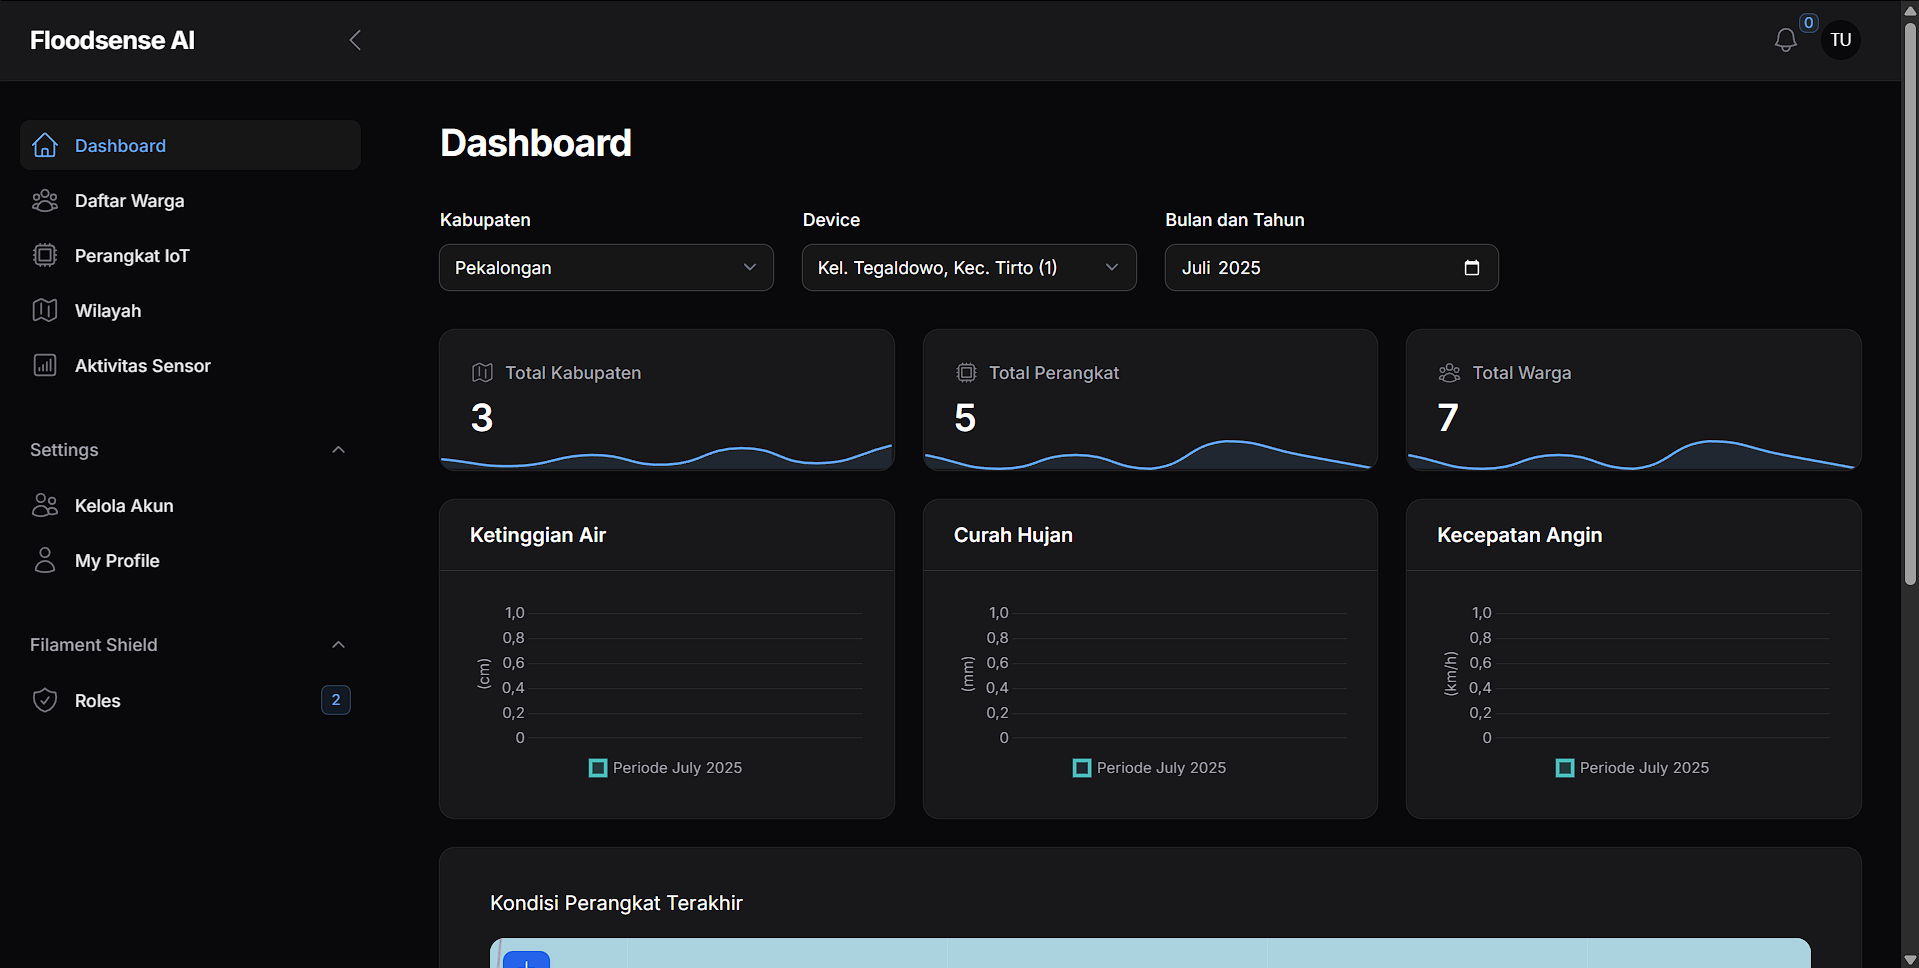 Floodsense AI
0
TU
Dashboard
Daftar Warga
Perangkat IoT
Wilayah
Aktivitas Sensor
Settings
Kelola Akun
My Profile
Filament Shield
Roles
2
Dashboard
Kabupaten
Pekalongan
Device
Kel. Tegaldowo, Kec. Tirto (1)
Bulan dan Tahun
Juli 2025
Total Kabupaten
3
Total Perangkat
5
Total Warga
7
Ketinggian Air
(cm)
1,0
0,8
0,6
0,4
0,2
0
Periode July 2025
Curah Hujan
(mm)
1,0
0,8
0,6
0,4
0,2
0
Periode July 2025
Kecepatan Angin
(km/h)
1,0
0,8
0,6
0,4
0,2
0
Periode July 2025
Kondisi Perangkat Terakhir